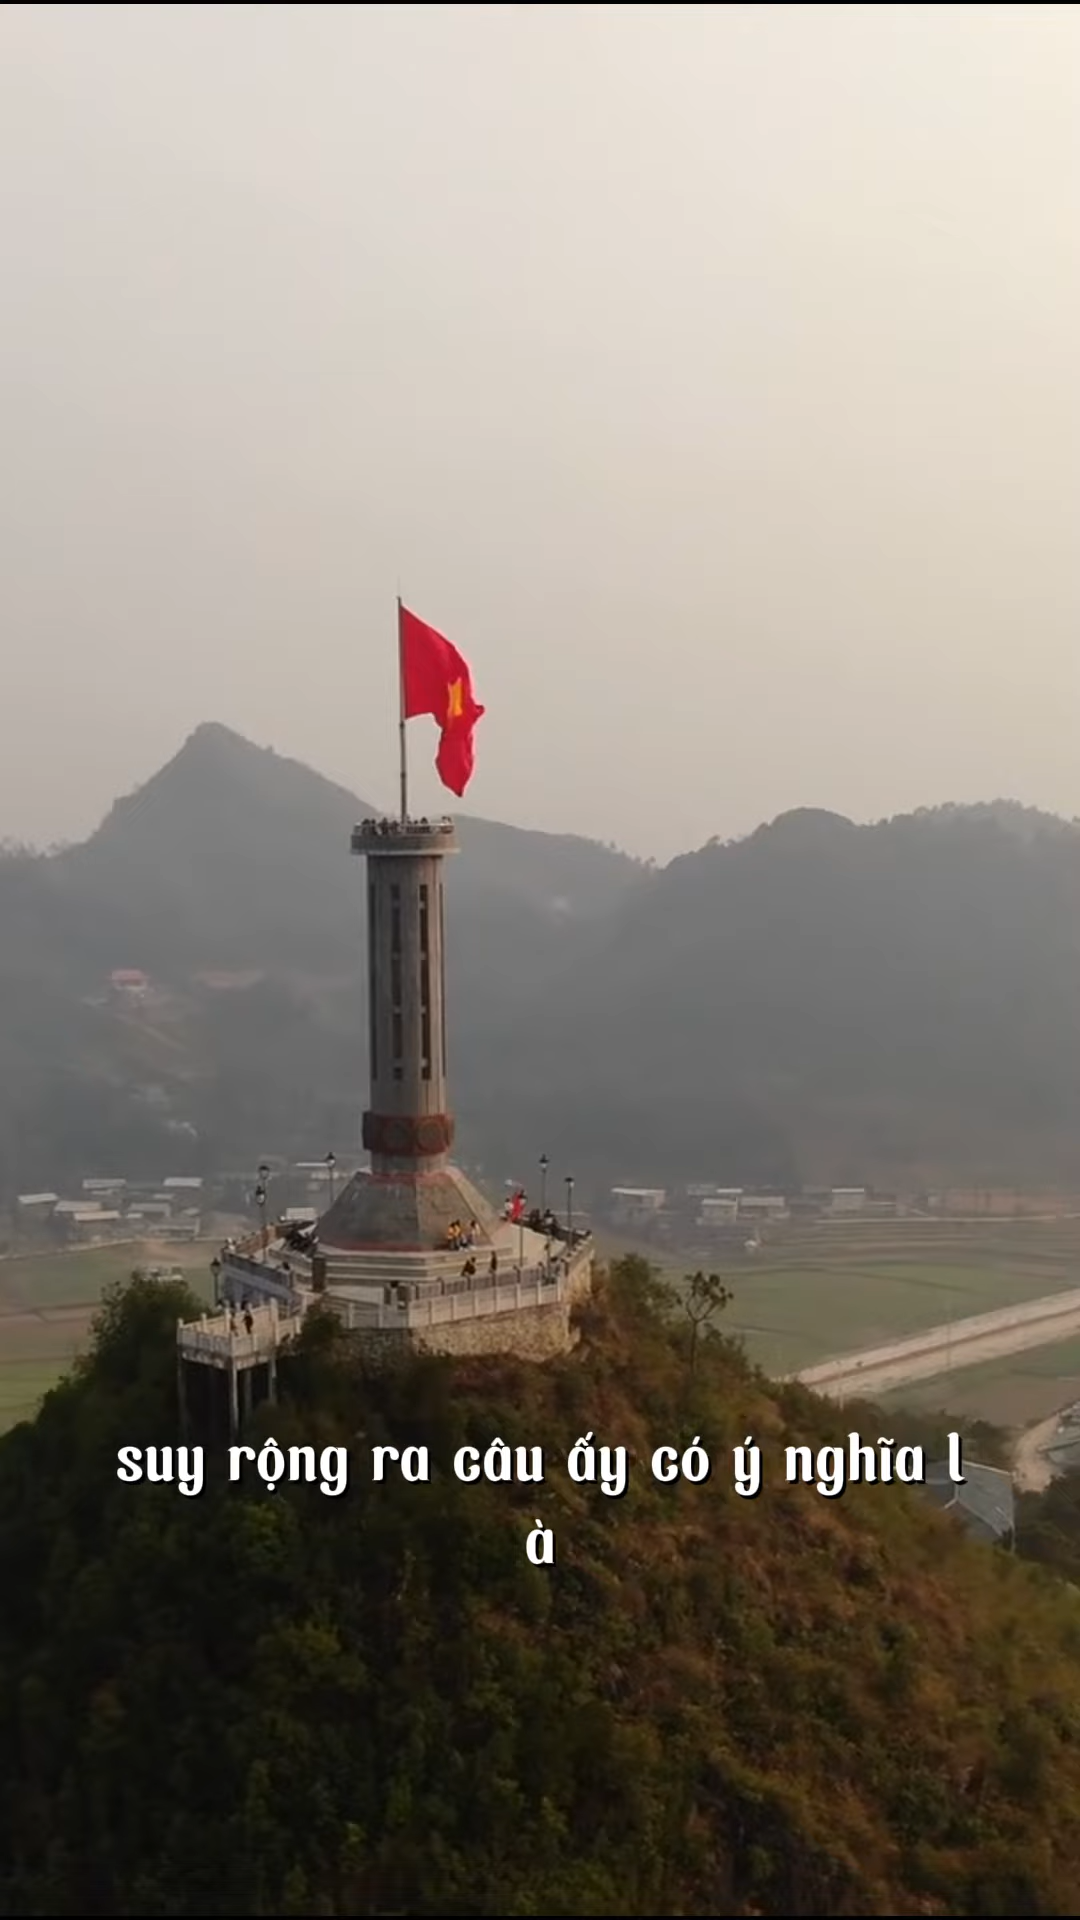 suy rộng ra câu ấy có ý nghĩa l
à